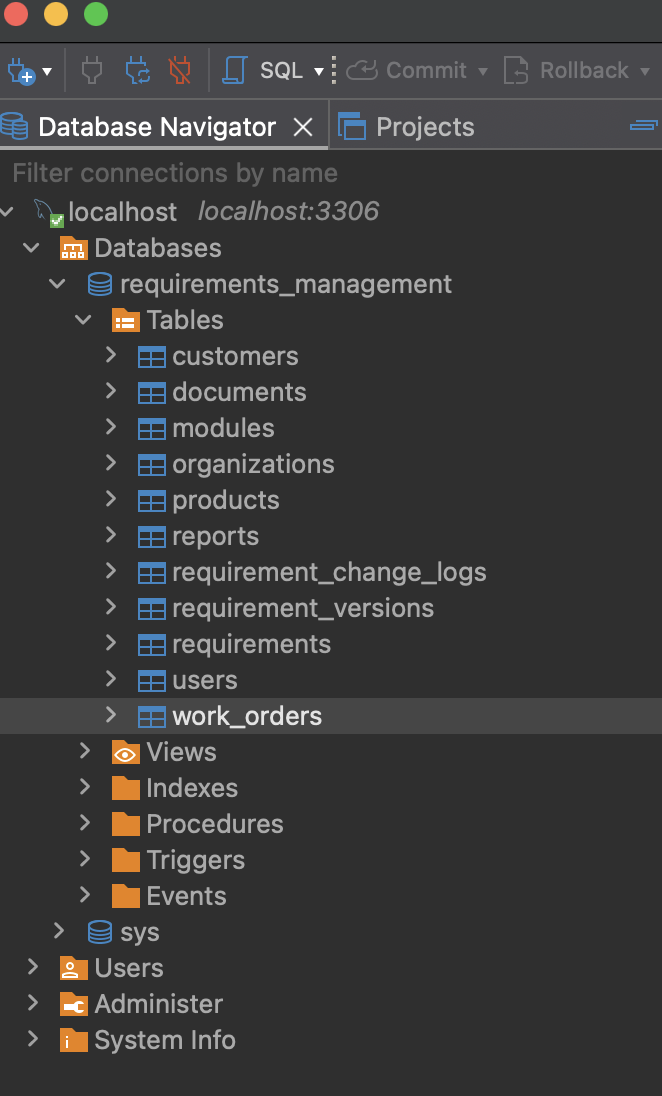 SQL Commit Rollback
Database Navigator Projects
Filter connections by name
localhost localhost:3306
Databases
requirements_management
Tables
customers
documents
modules
organizations
products
reports
requirement_change_logs
requirement_versions
requirements
users
work_orders
Views
Indexes
Procedures
Triggers
Events
sys
Users
Administer
System Info